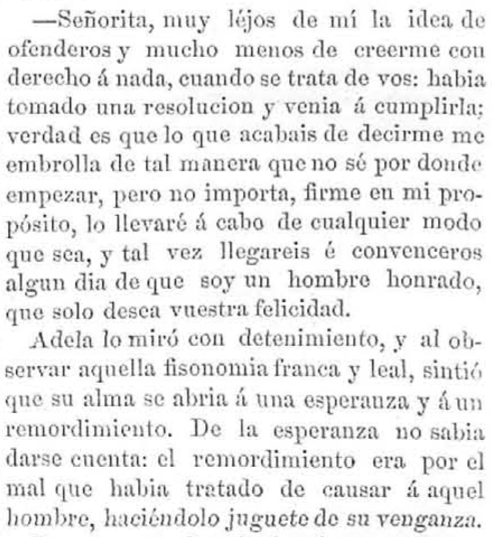 —Señorita, muy léjos de mí la idea de
ofenderos y mucho menos de creerme con
derecho á nada, cuando se trata de vos: habia
tomado una resolucion y venia á cumplirla;
verdad es que lo que acabais de decirme me
embrolla de tal manera que no sé por donde
empezar, pero no importa, firme en mi pro-
pósito, lo llevaré á cabo de cualquier modo
que sea, y tal vez llegareis é convenceros
algun dia de que soy un hombre honrado,
que solo desea vuestra felicidad.
Adela lo miró con detenimiento, y al ob-
servar aquella fisonomia franca y leal, sintió
que su alma se abria á una esperanza y á un
remordimiento. De la esperanza no sabia
darse cuenta: el remordimiento era por el
mal que habia tratado de causar á aquel
hombre, haciéndolo juguete de su venganza.